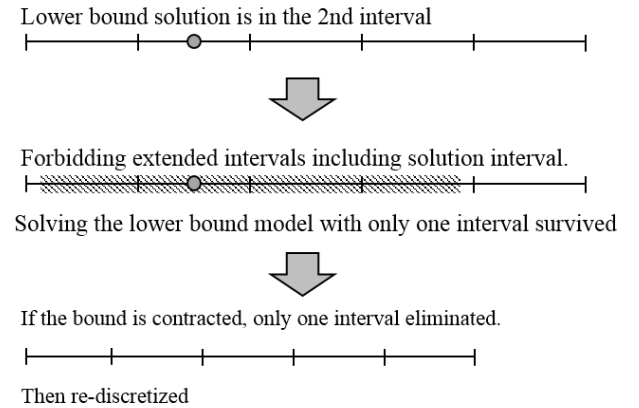 Lower bound solution is in the 2nd interval
Forbidding extended intervals including solution interval.
Solving the lower bound model with only one interval survived
If the bound is contracted, only one interval eliminated.
Then re-discretized